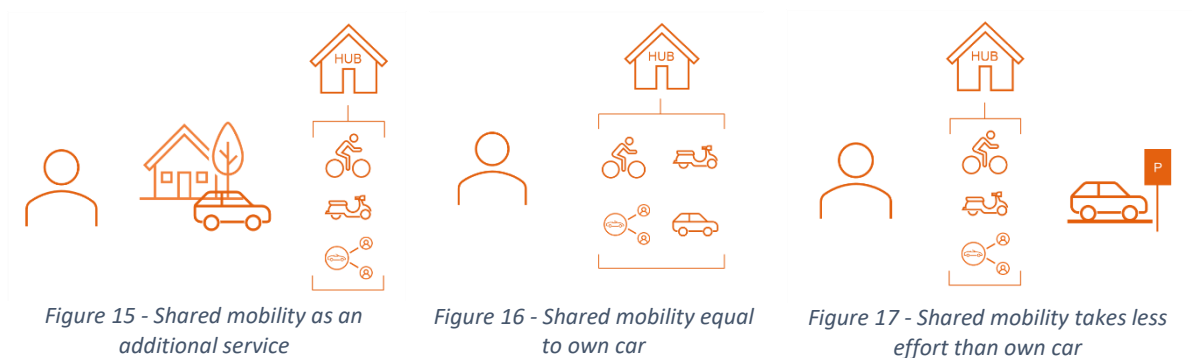 HUB
HUB
HUB
P
Figure 15 - Shared mobility as an
additional service
Figure 16 - Shared mobility equal
to own car
Figure 17 - Shared mobility takes less
effort than own car